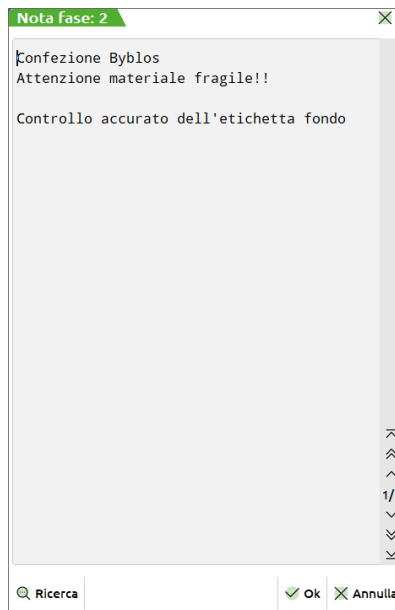 Nota fase: 2
Confezione Byblos
Attenzione materiale fragile!!
Controllo accurato dell'etichetta fondo
1/
Ricerca
Ok
Annulla